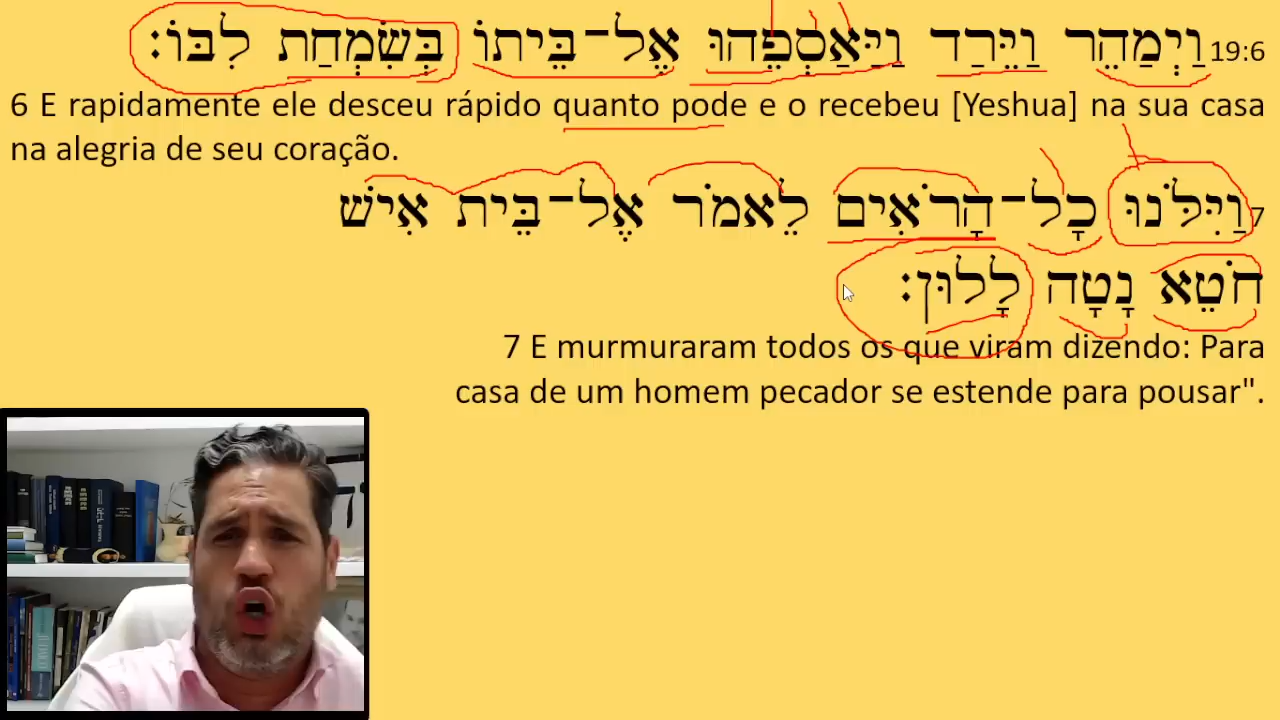 19:6 וַיְמַהֵר וַיֵּרַד וַיַּאַסְפֵהוּ אֶל־בֵּיתוֹ בְּשִׂמְחַת לִבּוֹ׃
6 E rapidamente ele desceu rápido quanto pode e o recebeu [Yeshua] na sua casa
na alegria de seu coração.
7 וַיִּלֹּנוּ כָּל־הָרֹאִים לֵאמֹר אֶל־בֵּית אִישׁ
חֹטֵא נָטָה לָלוּן׃
7 E murmuraram todos os que viram dizendo: Para
casa de um homem pecador se estende para pousar".